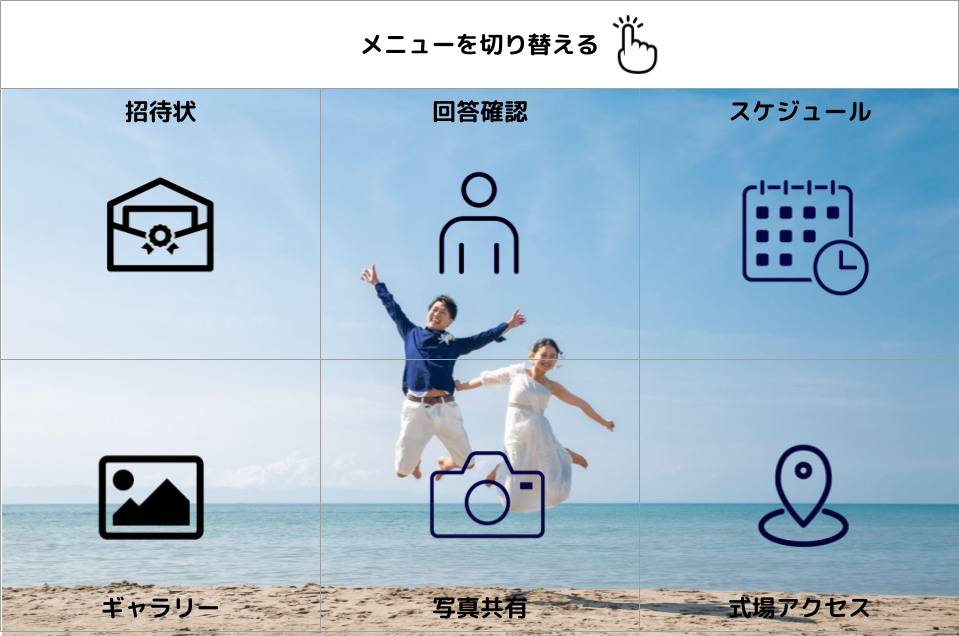 メニューを切り替える
招待状
回答確認
スケジュール
ギャラリー
写真共有
式場アクセス